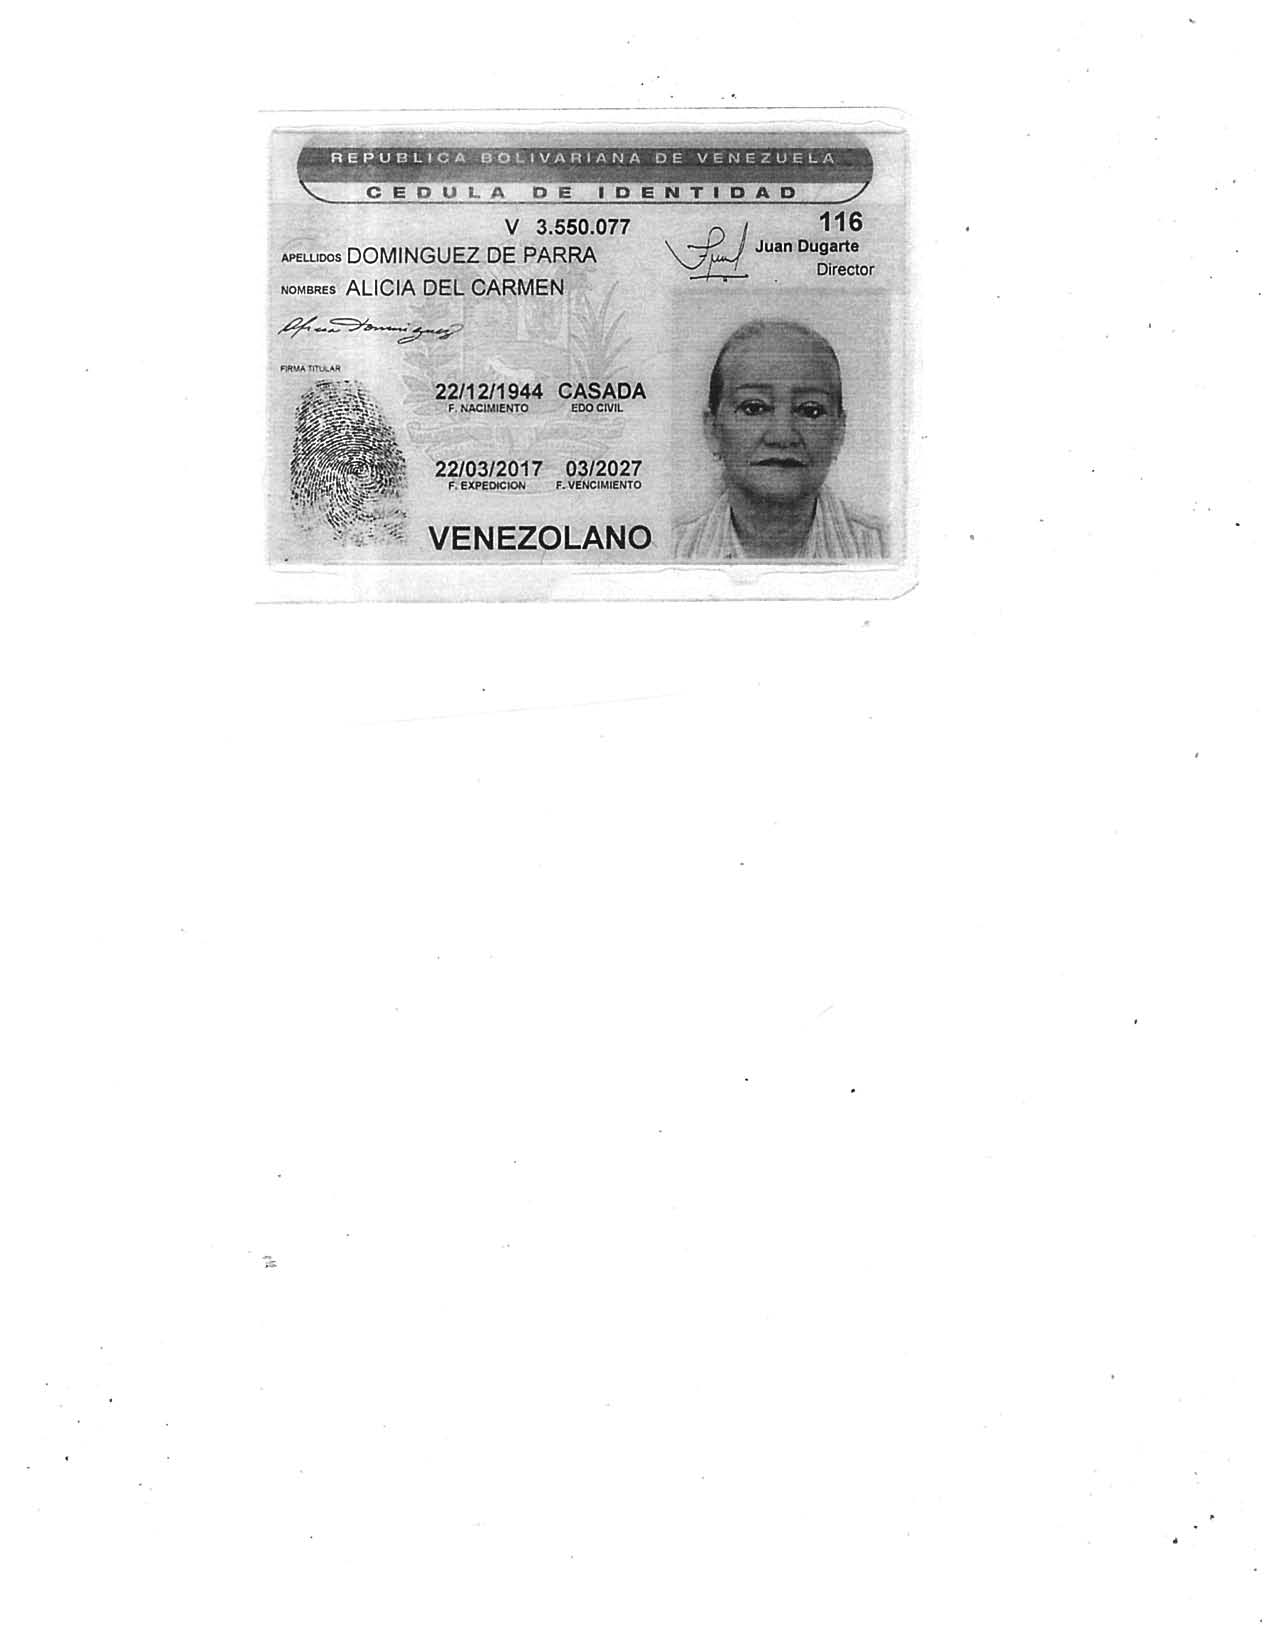 REPUBLICA BOLIVARIANA DE VENEZUELA
CEDULA DE IDENTIDAD
V 3.550.077
116
Juan Dugarte
Director
APELLIDOS DOMINGUEZ DE PARRA
NOMBRES ALICIA DEL CARMEN
FIRMA TITULAR
22/12/1944 CASADA
F. NACIMIENTO EDO CIVIL
22/03/2017 03/2027
F. EXPEDICION F. VENCIMIENTO
VENEZOLANO